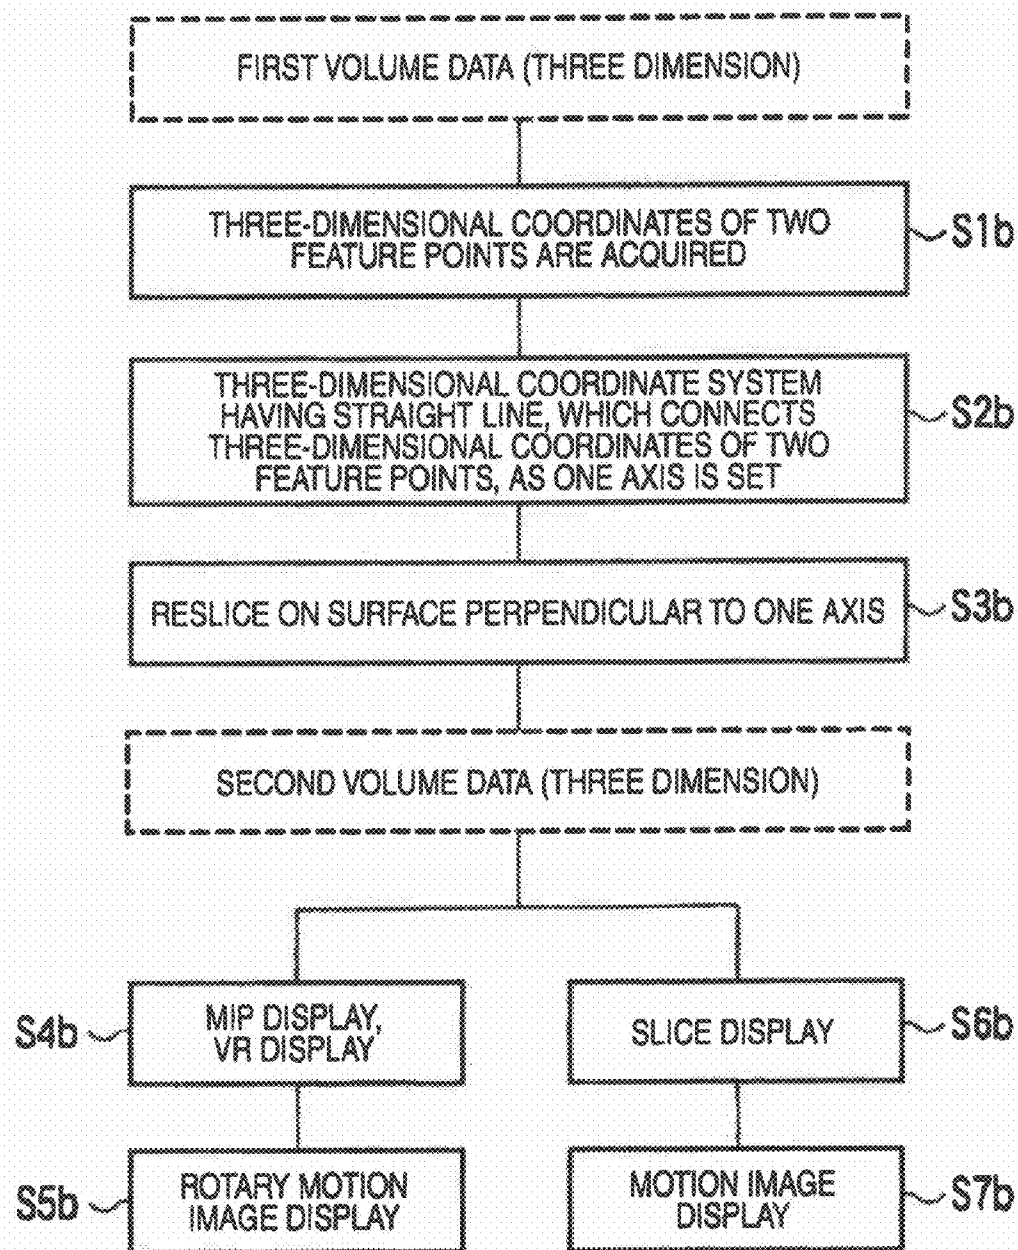 FIRST VOLUME DATA (THREE DIMENSION)
THREE-DIMENSIONAL COORDINATES OF TWO
FEATURE POINTS ARE ACQUIRED
S1b
THREE-DIMENSIONAL COORDINATE SYSTEM
HAVING STRAIGHT LINE, WHICH CONNECTS
THREE-DIMENSIONAL COORDINATES OF TWO
FEATURE POINTS, AS ONE AXIS IS SET
S2b
RESLICE ON SURFACE PERPENDICULAR TO ONE AXIS
S3b
SECOND VOLUME DATA (THREE DIMENSION)
S4b
MIP DISPLAY,
VR DISPLAY
SLICE DISPLAY
S6b
S5b
ROTARY MOTION
IMAGE DISPLAY
MOTION IMAGE
DISPLAY
S7b